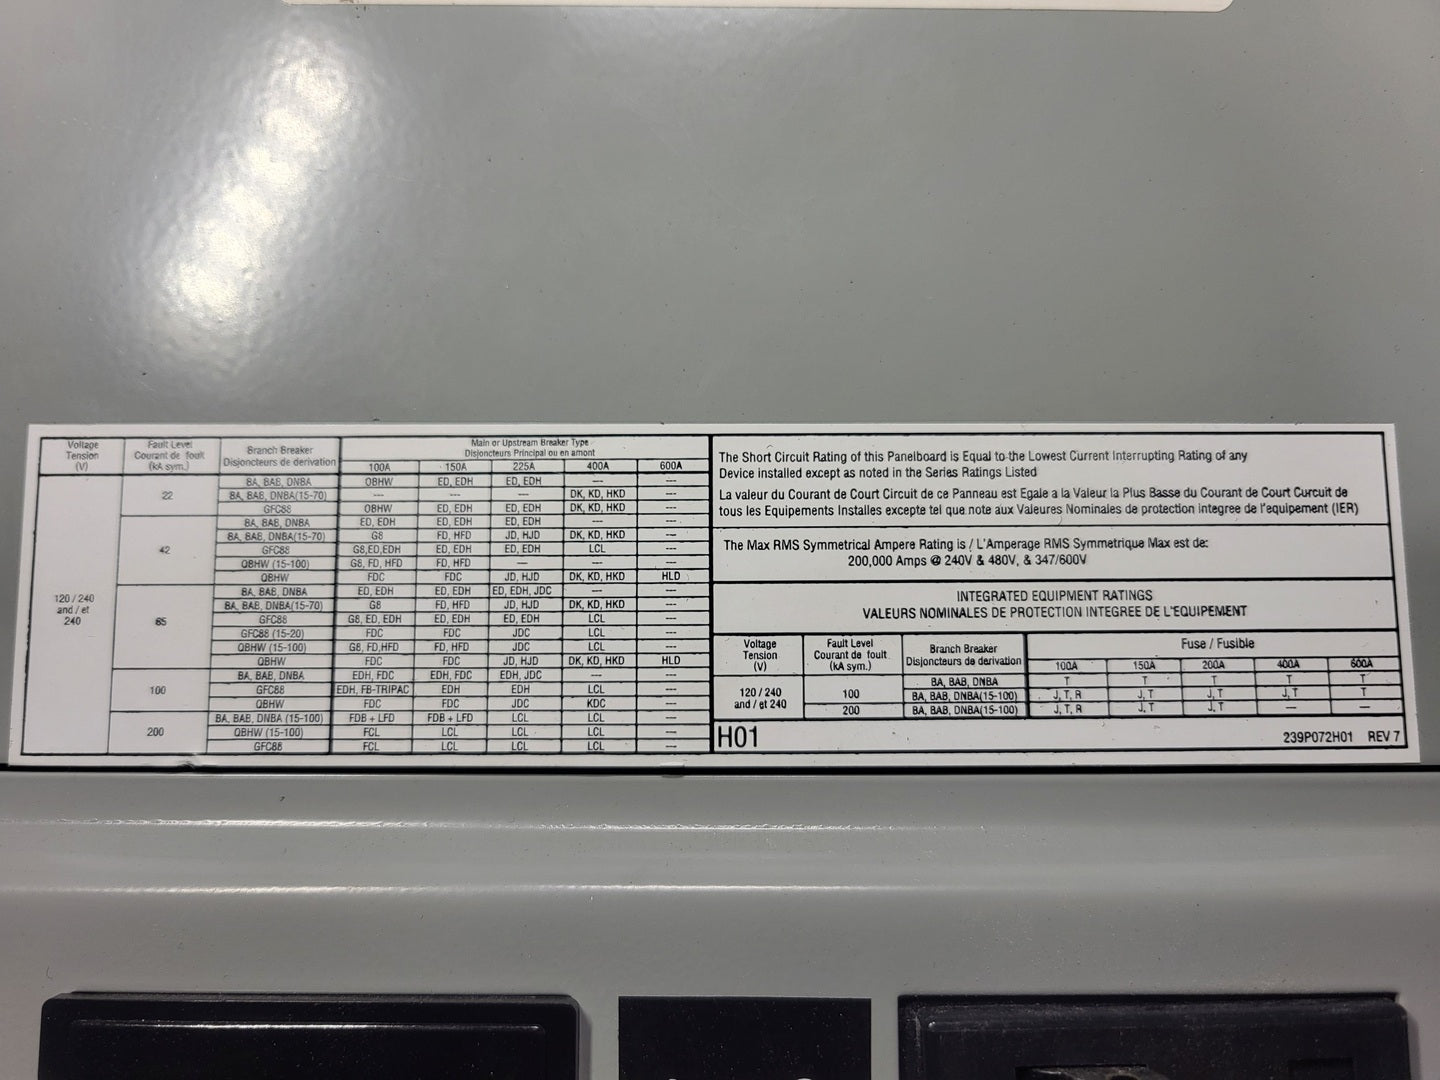 Voltage
Tension
(V)
Fault Level
Courant de foult
(kA sym.)
Branch Breaker
Disjoncteurs de derivation
Main or Upstream Breaker Type
Disjoncteurs Principal ou en amont
100A 150A 225A 400A 600A
120 / 240
and / et
240
22
BA, BAB, DNBA QBHW ED, EDH ED, EDH --- ---
BA, BAB, DNBA(15-70) --- --- --- DK, KD, HKD ---
GFC88 QBHW ED, EDH ED, EDH DK, KD, HKD ---
42
BA, BAB, DNBA ED, EDH ED, EDH ED, EDH --- ---
BA, BAB, DNBA(15-70) G8 FD, HFD JD, HJD DK, KD, HKD ---
GFC88 G8,ED,EDH ED, EDH ED, EDH LCL ---
QBHW (15-100) G8, FD, HFD FD, HFD --- --- ---
QBHW FDC FDC JD, HJD DK, KD, HKD HLD
65
BA, BAB, DNBA ED, EDH ED, EDH ED, EDH, JDC --- ---
BA, BAB, DNBA(15-70) G8 FD, HFD JD, HJD DK, KD, HKD ---
GFC88 G8, ED, EDH ED, EDH ED, EDH LCL ---
GFC88 (15-20) FDC FDC JDC LCL ---
QBHW (15-100) G8, FD,HFD FD, HFD JDC LCL ---
QBHW FDC FDC JD, HJD DK, KD, HKD HLD
100
BA, BAB, DNBA EDH, FDC EDH, FDC EDH, JDC --- ---
GFC88 EDH, FB-TRIPAC EDH EDH LCL ---
QBHW FDC FDC JDC KDC ---
200
BA, BAB, DNBA (15-100) FDB + LFD FDB + LFD LCL LCL ---
QBHW (15-100) FCL LCL LCL LCL ---
GFC88 FCL LCL LCL LCL ---
The Short Circuit Rating of this Panelboard is Equal to the Lowest Current Interrupting Rating of any
Device installed except as noted in the Series Ratings Listed
La valeur du Courant de Court Circuit de ce Panneau est Egale a la Valeur la Plus Basse du Courant de Court Curcuit de
tous les Equipements Installes excepte tel que note aux Valeures Nominales de protection integree de l'equipement (IER)
The Max RMS Symmetrical Ampere Rating is / L'Amperage RMS Symmetrique Max est de:
200,000 Amps @ 240V & 480V, & 347/600V
INTEGRATED EQUIPMENT RATINGS
VALEURS NOMINALES DE PROTECTION INTEGREE DE L'EQUIPEMENT
Voltage
Tension
(V)
Fault Level
Courant de foult
(kA sym.)
Branch Breaker
Disjoncteurs de derivation
Fuse / Fusible
100A 150A 200A 400A 600A
120 / 240
and / et 240
100
BA, BAB, DNBA T T T T T
BA, BAB, DNBA(15-100) J, T, R J, T J, T J, T T
200 BA, BAB, DNBA(15-100) J, T, R J, T J, T --- ---
H01
239P072H01 REV 7